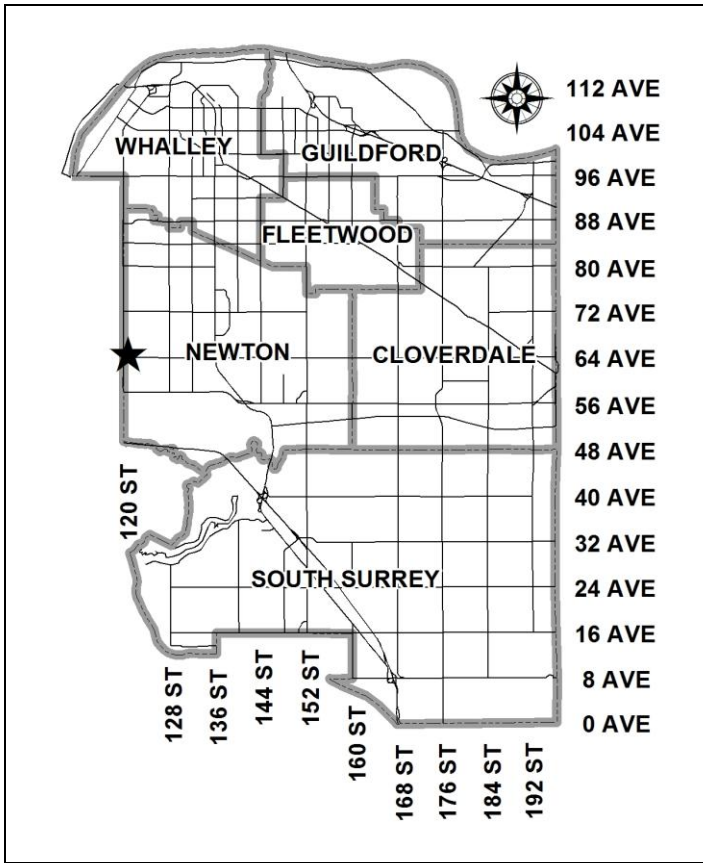 112 AVE
104 AVE
WHALLEY
GUILDFORD
96 AVE
88 AVE
FLEETWOOD
80 AVE
72 AVE
NEWTON
CLOVERDALE
64 AVE
56 AVE
48 AVE
120 ST
40 AVE
32 AVE
SOUTH SURREY
24 AVE
16 AVE
128 ST
136 ST
144 ST
152 ST
8 AVE
160 ST
0 AVE
168 ST
176 ST
184 ST
192 ST